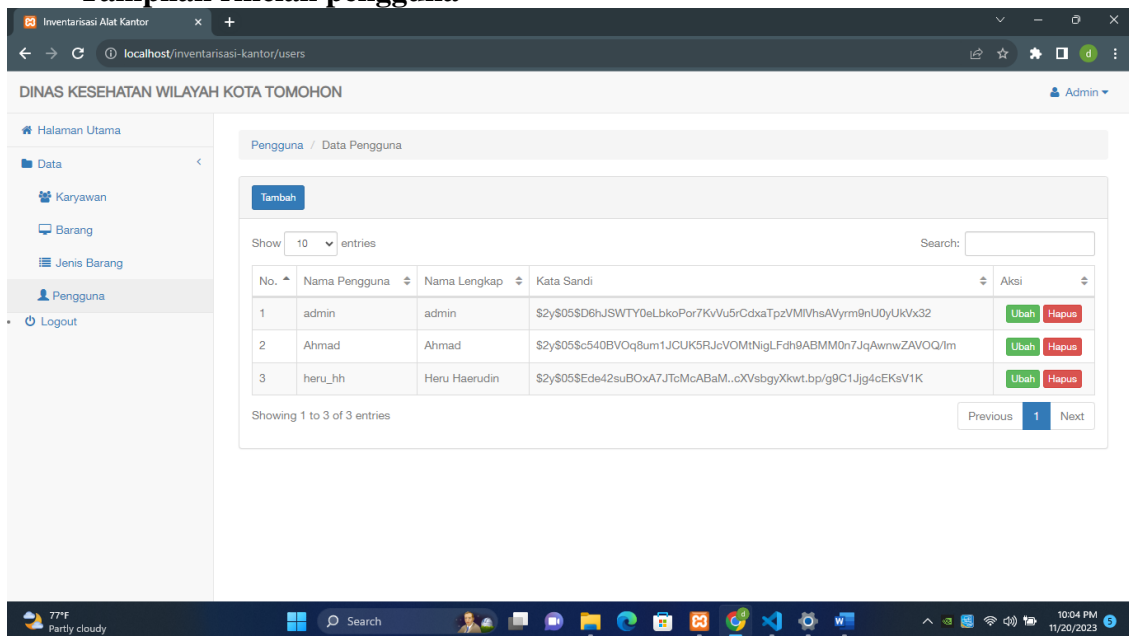 Tampilan rincian pengguna
Inventarisasi Alat Kantor
localhost/inventarisasi-kantor/users
d
DINAS KESEHATAN WILAYAH KOTA TOMOHON
Admin
Halaman Utama
Data
Karyawan
Barang
Jenis Barang
Pengguna
Logout
Pengguna / Data Pengguna
Tambah
Show 10 entries
Search:
No. Nama Pengguna Nama Lengkap Kata Sandi Aksi
1 admin admin $2y$05$D6hJSWTY0eLbkoPor7KvVu5rCdxaTpzVMlVhsAVyrm9nU0yUkVx32 Ubah Hapus
2 Ahmad Ahmad $2y$05$c540BVOq8um1JCUK5RJcVOMtNigLFdh9ABMM0n7JqAwnwZAVOQ/lm Ubah Hapus
3 heru_hh Heru Haerudin $2y$05$Ede42suBOxA7JTcMcABaM..cXVsbgyXkwt.bp/g9C1Jjg4cEKsV1K Ubah Hapus
Showing 1 to 3 of 3 entries
Previous 1 Next
77°F
Partly cloudy
Search
10:04 PM
11/20/2023
5